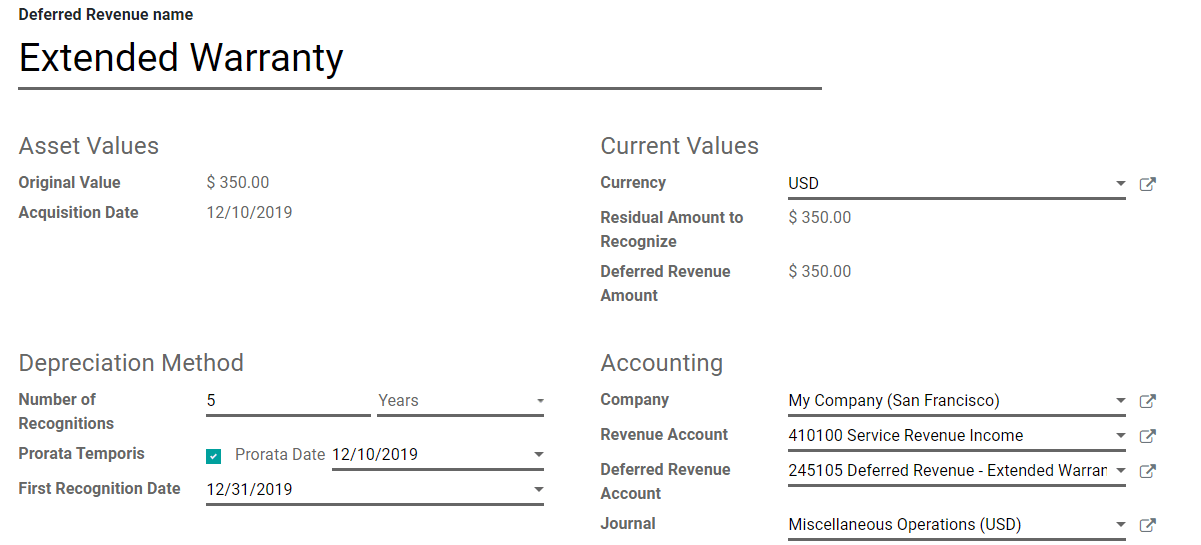 Deferred Revenue name
Extended Warranty
Asset Values
Original Value $ 350.00
Acquisition Date 12/10/2019
Current Values
Currency USD
Residual Amount to $ 350.00
Recognize
Deferred Revenue $ 350.00
Amount
Depreciation Method
Number of 5 Years
Recognitions
Prorata Temporis Prorata Date 12/10/2019
First Recognition Date 12/31/2019
Accounting
Company My Company (San Francisco)
Revenue Account 410100 Service Revenue Income
Deferred Revenue 245105 Deferred Revenue - Extended Warran
Account
Journal Miscellaneous Operations (USD)